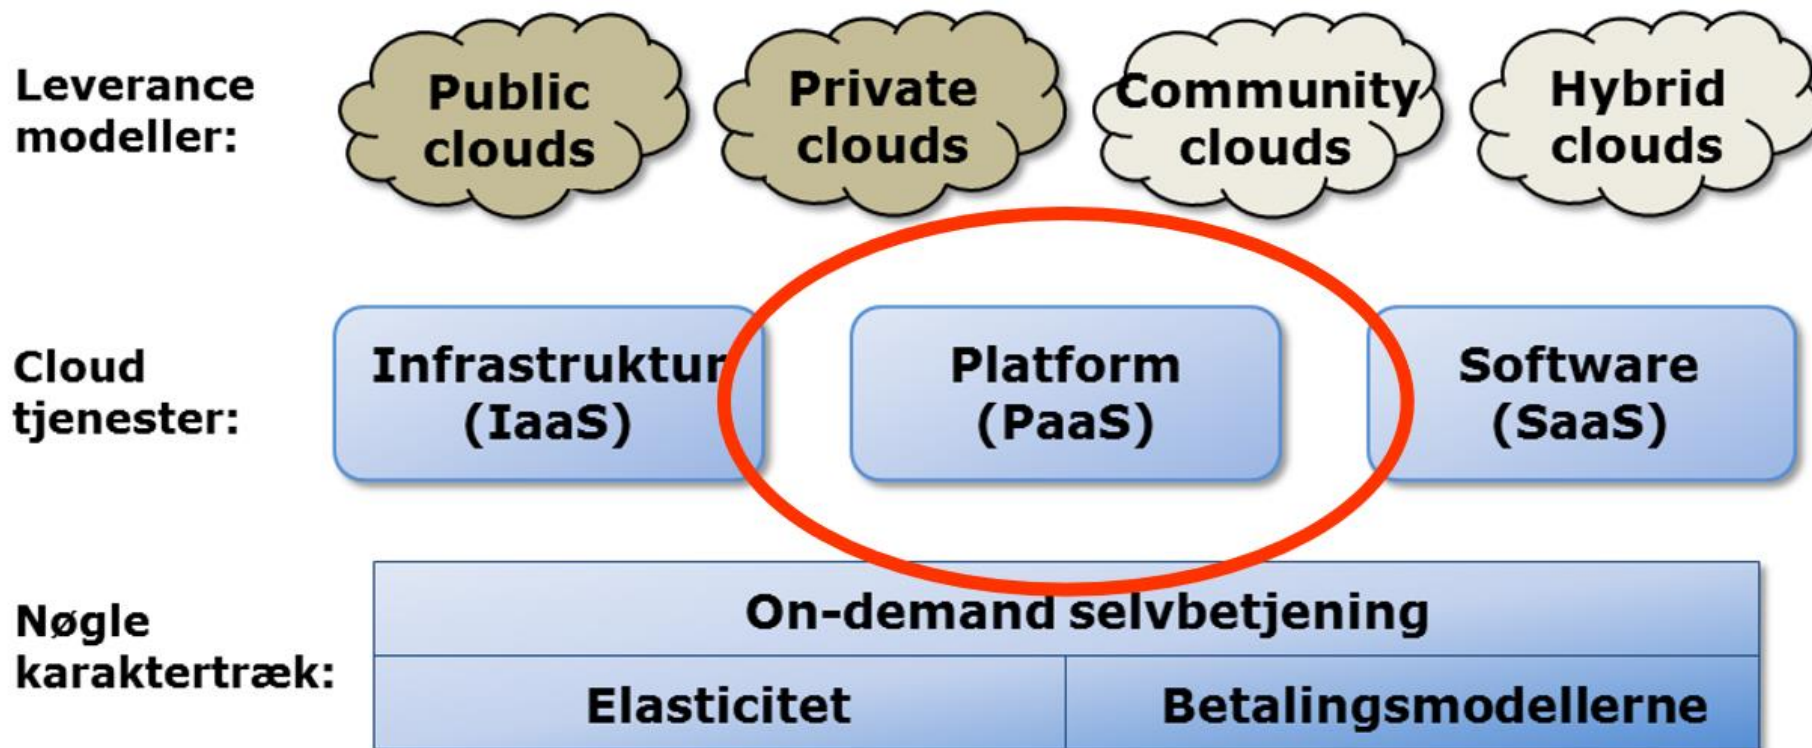 Leverance
modeller:
Public
clouds
Private
clouds
Community
clouds
Hybrid
clouds
Cloud
tjenester:
Infrastruktur
(IaaS)
Platform
(PaaS)
Software
(SaaS)
Nøgle
karaktertræk:
On-demand selvbetjening
Elasticitet
Betalingsmodellerne